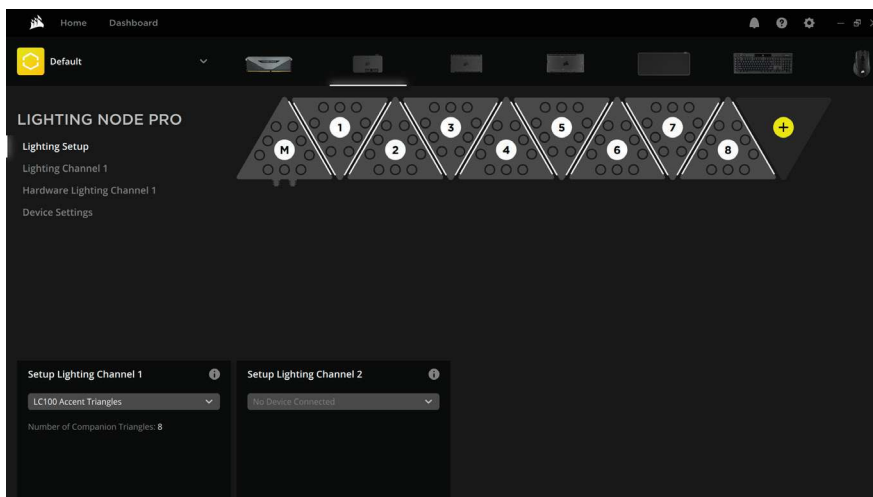 Home Dashboard
Default
LIGHTING NODE PRO
Lighting Setup
Lighting Channel 1
Hardware Lighting Channel 1
Device Settings
1 3 5 7 +
M 2 4 6 8
Setup Lighting Channel 1
LC100 Accent Triangles
Number of Companion Triangles: 8
Setup Lighting Channel 2
No Device Connected